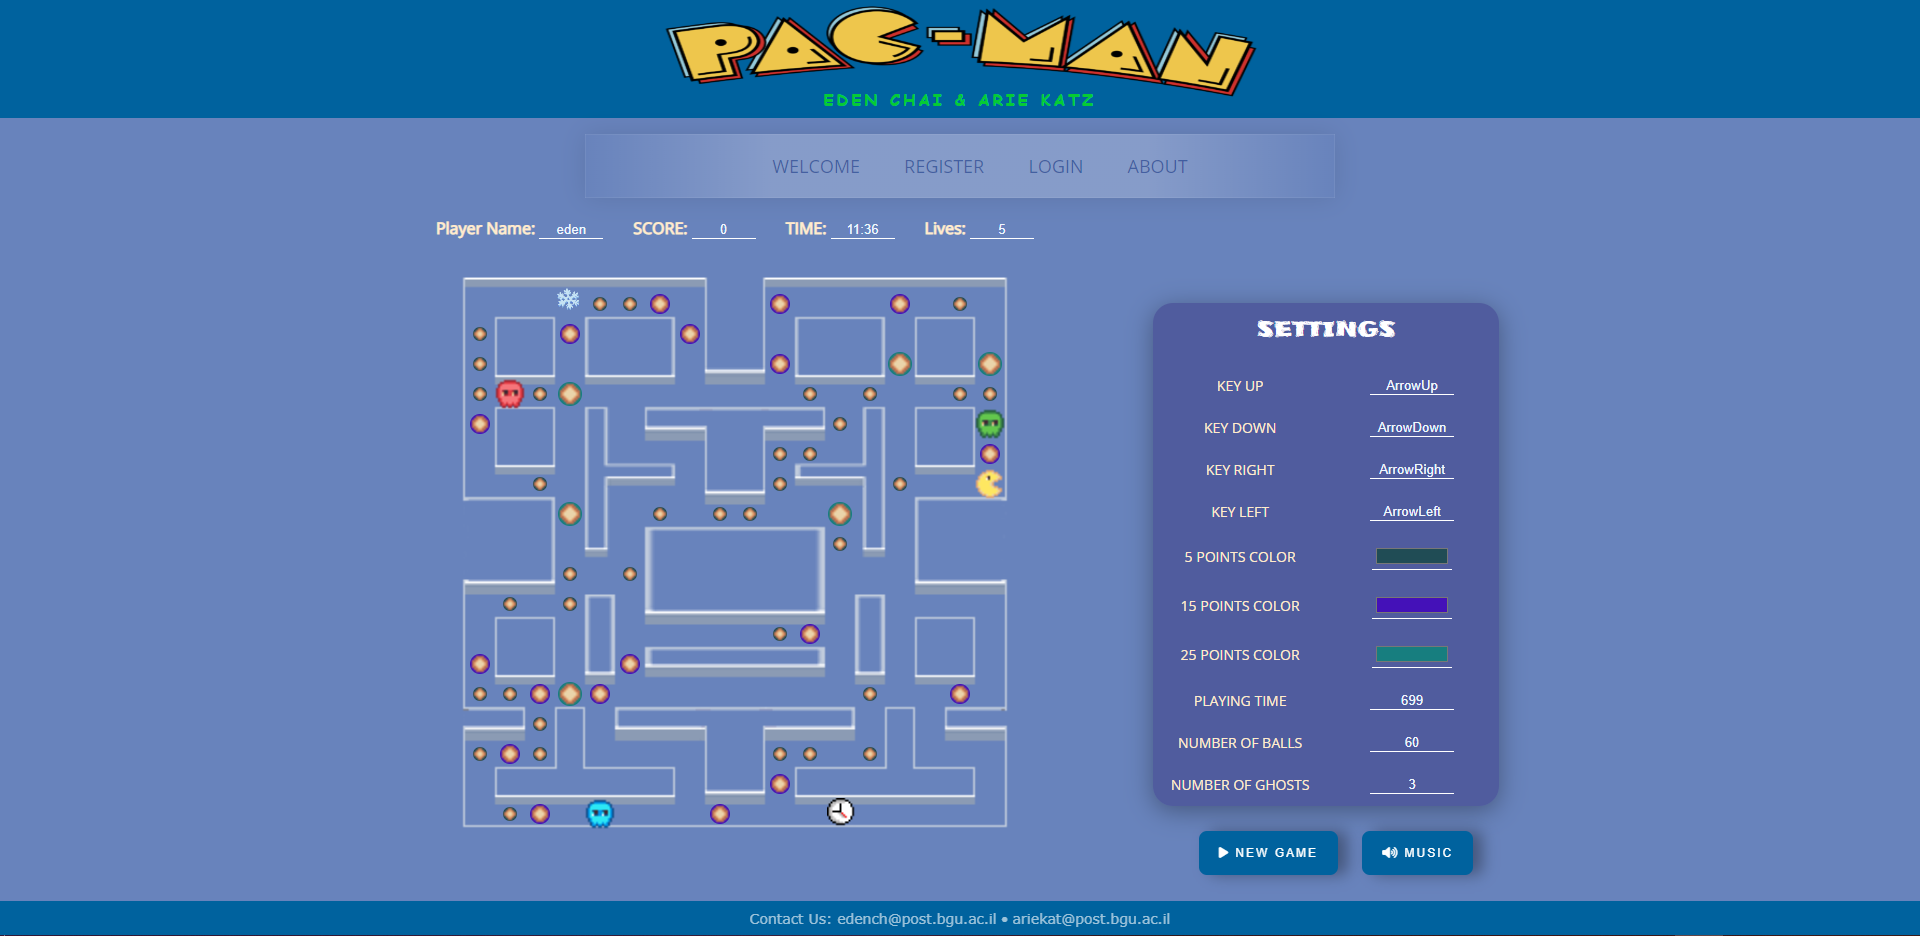 PAC-MAN
EDEN CHAI & ARIE KATZ
WELCOME REGISTER LOGIN ABOUT
Player Name: eden SCORE: 0 TIME: 11:36 Lives: 5
SETTINGS
KEY UP ArrowUp
KEY DOWN ArrowDown
KEY RIGHT ArrowRight
KEY LEFT ArrowLeft
5 POINTS COLOR
15 POINTS COLOR
25 POINTS COLOR
PLAYING TIME 699
NUMBER OF BALLS 60
NUMBER OF GHOSTS 3
NEW GAME MUSIC
Contact Us: edench@post.bgu.ac.il • ariekat@post.bgu.ac.il